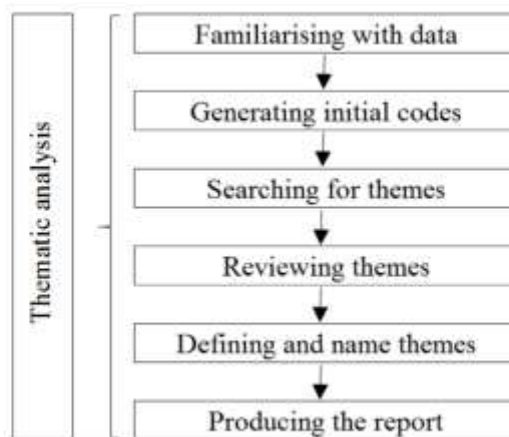 Thematic analysis
Familiarising with data
Generating initial codes
Searching for themes
Reviewing themes
Defining and name themes
Producing the report